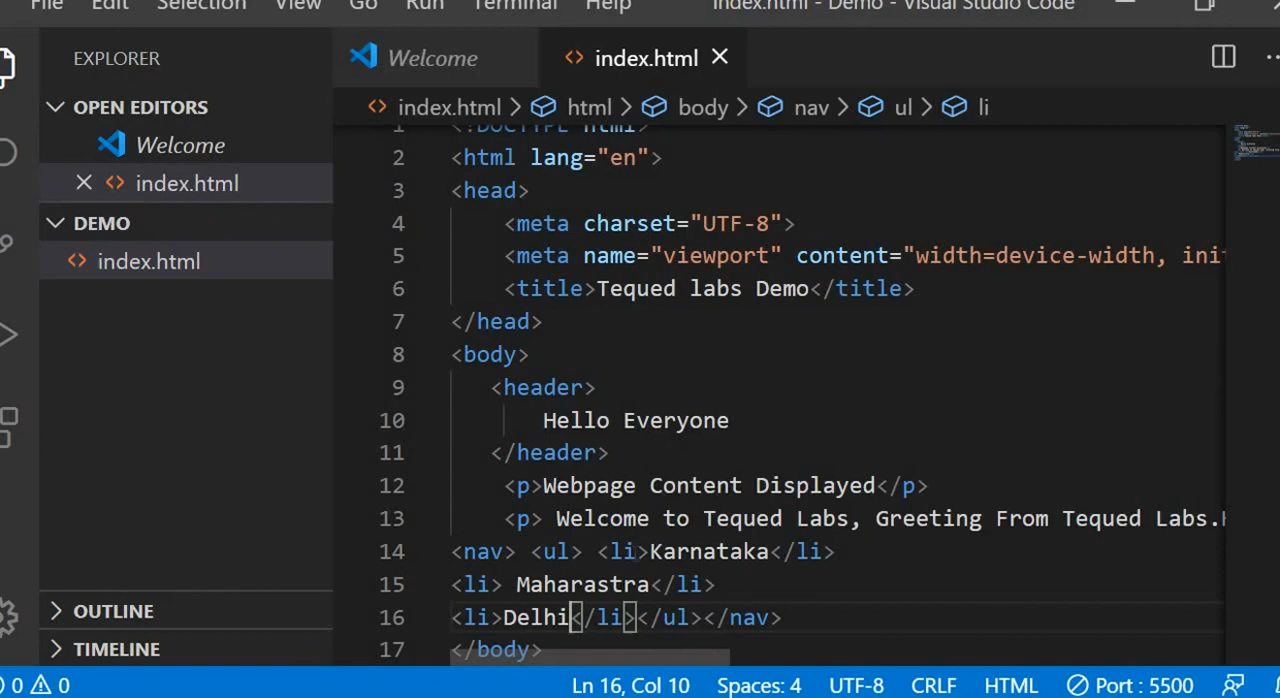 File Edit Selection View Go Run Terminal Help index.html - Demo - Visual Studio Code
EXPLORER
Welcome
index.html
OPEN EDITORS
index.html > html > body > nav > ul > li
Welcome
index.html
DEMO
index.html
1 <!DOCTYPE html>
2 <html lang="en">
3 <head>
4 <meta charset="UTF-8">
5 <meta name="viewport" content="width=device-width, init
6 <title>Tequed labs Demo</title>
7 </head>
8 <body>
9 <header>
10 Hello Everyone
11 </header>
12 <p>Webpage Content Displayed</p>
13 <p> Welcome to Tequed Labs, Greeting From Tequed Labs.
14 <nav> <ul> <li>Karnataka</li>
15 <li> Maharastra</li>
16 <li>Delhi</li></ul></nav>
17 </body>
OUTLINE
TIMELINE
0 0 Ln 16, Col 10 Spaces: 4 UTF-8 CRLF HTML Port : 5500